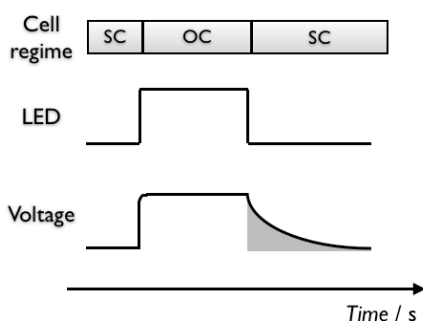 Cell
regime
SC OC SC
LED
Voltage
Time / s